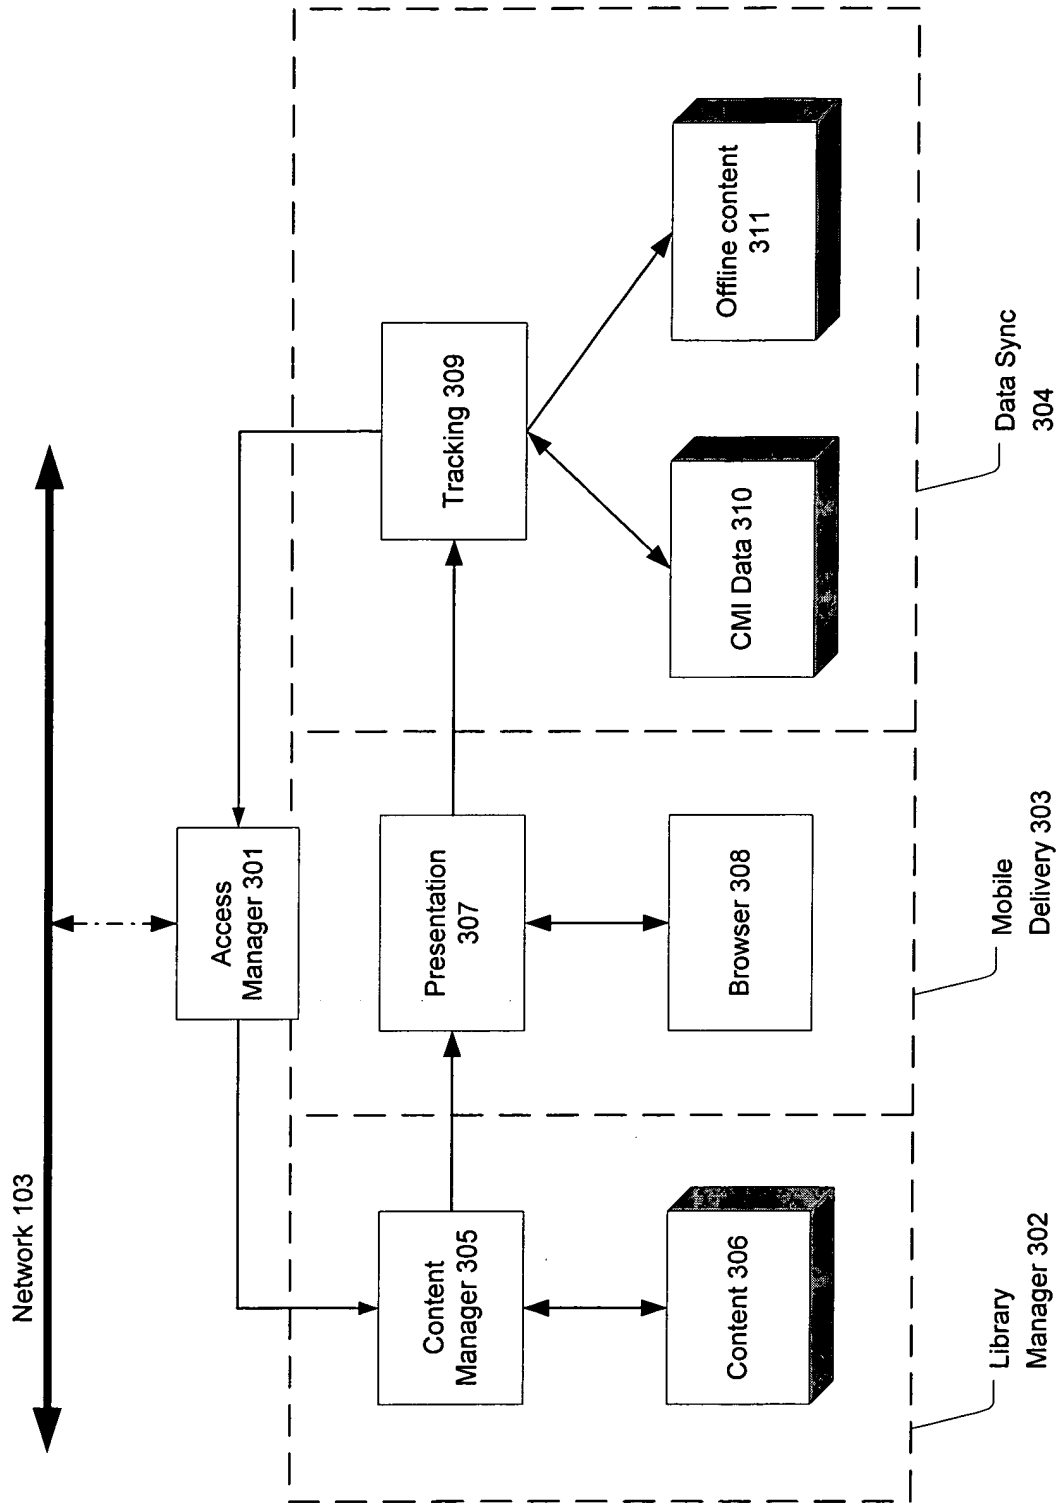 Network 103
Access
Manager 301
Content
Manager 305
Presentation
307
Tracking 309
Content 306
Browser 308
CMI Data 310
Offline content
311
Library
Manager 302
Mobile
Delivery 303
Data Sync
304